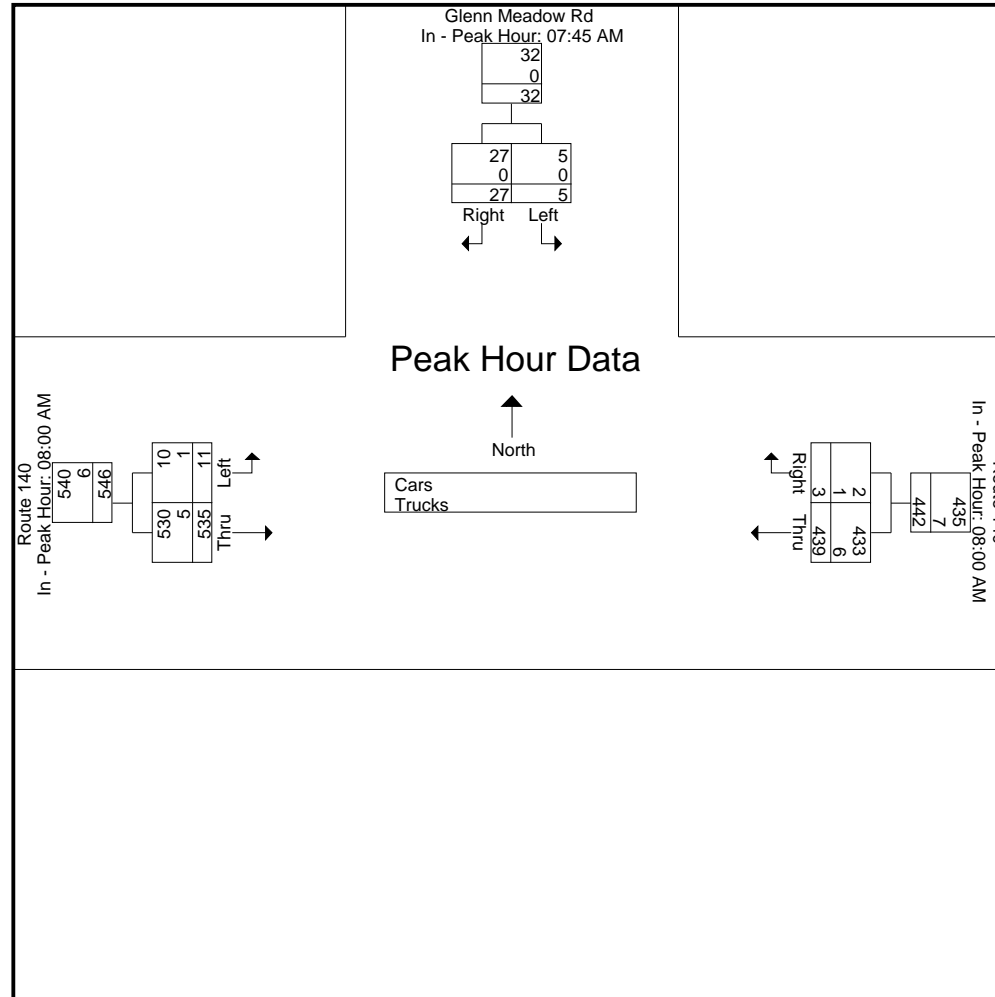 Glenn Meadow Rd
In - Peak Hour: 07:45 AM
32
0
32
27 5
0 0
27 5
Right Left
Peak Hour Data
North
Cars
Trucks
Route 140
In - Peak Hour: 08:00 AM
540
6
546
10 1 11
530 5 535
Left
Thru
Right
Thru
3 1 2
439 6 433
442
7
435
In - Peak Hour: 08:00 AM